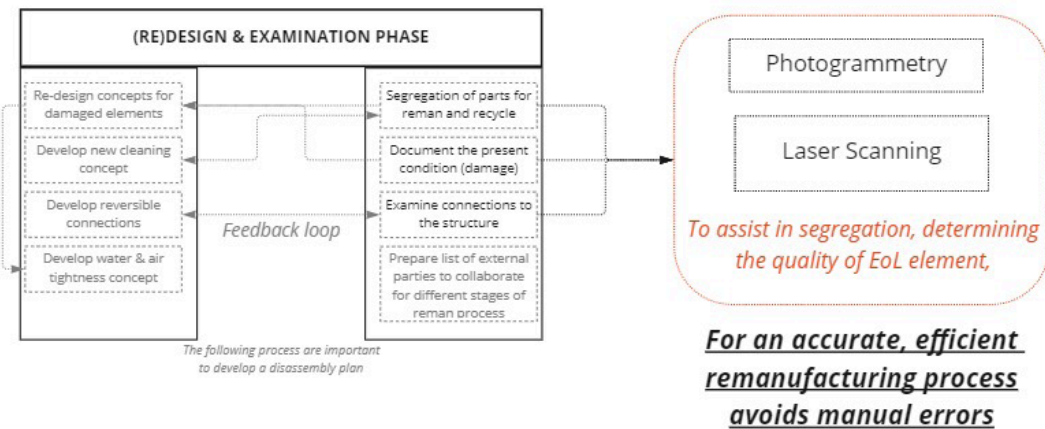 (RE)DESIGN & EXAMINATION PHASE
Re-design concepts for
damaged elements
Develop new cleaning
concept
Develop reversible
connections
Develop water & air
tightness concept
Feedback loop
Segregation of parts for
reman and recycle
Document the present
condition (damage)
Examine connections to
the structure
Prepare list of external
parties to collaborate
for different stages of
reman process
The following process are important
to develop a disassembly plan
Photogrammetry
Laser Scanning
To assist in segregation, determining
the quality of EoL element,
For an accurate, efficient
remanufacturing process
avoids manual errors